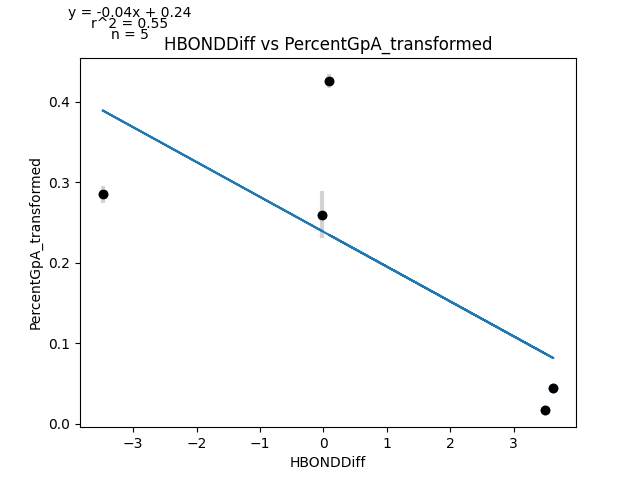 y = -0.04x + 0.24
r^2 = 0.55
n = 5
HBONDDiff vs PercentGpA_transformed
PercentGpA_transformed
0.4
0.3
0.2
0.1
0.0
−3 −2 −1 0 1 2 3
HBONDDiff